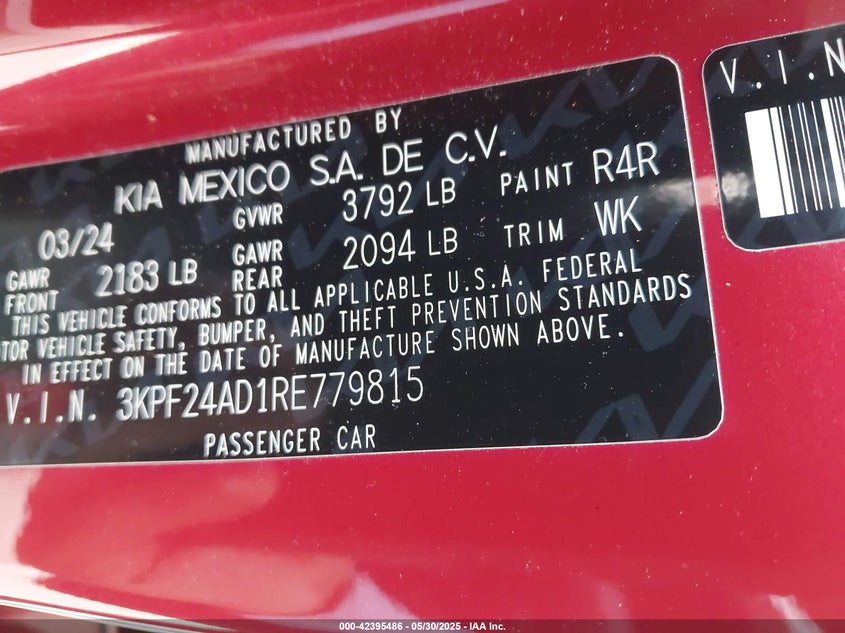 MANUFACTURED BY
KIA MEXICO S.A. DE C.V.
03/24 GVWR 3792 LB PAINT R4R
GAWR FRONT 2183 LB GAWR REAR 2094 LB TRIM WK
THIS VEHICLE CONFORMS TO ALL APPLICABLE U.S.A. FEDERAL
TOR VEHICLE SAFETY, BUMPER, AND THEFT PREVENTION STANDARDS
IN EFFECT ON THE DATE OF MANUFACTURE SHOWN ABOVE.
V.I.N. 3KPF24AD1RE779815
PASSENGER CAR
V.I.N
000-42395486 - 05/30/2025 - IAA Inc.